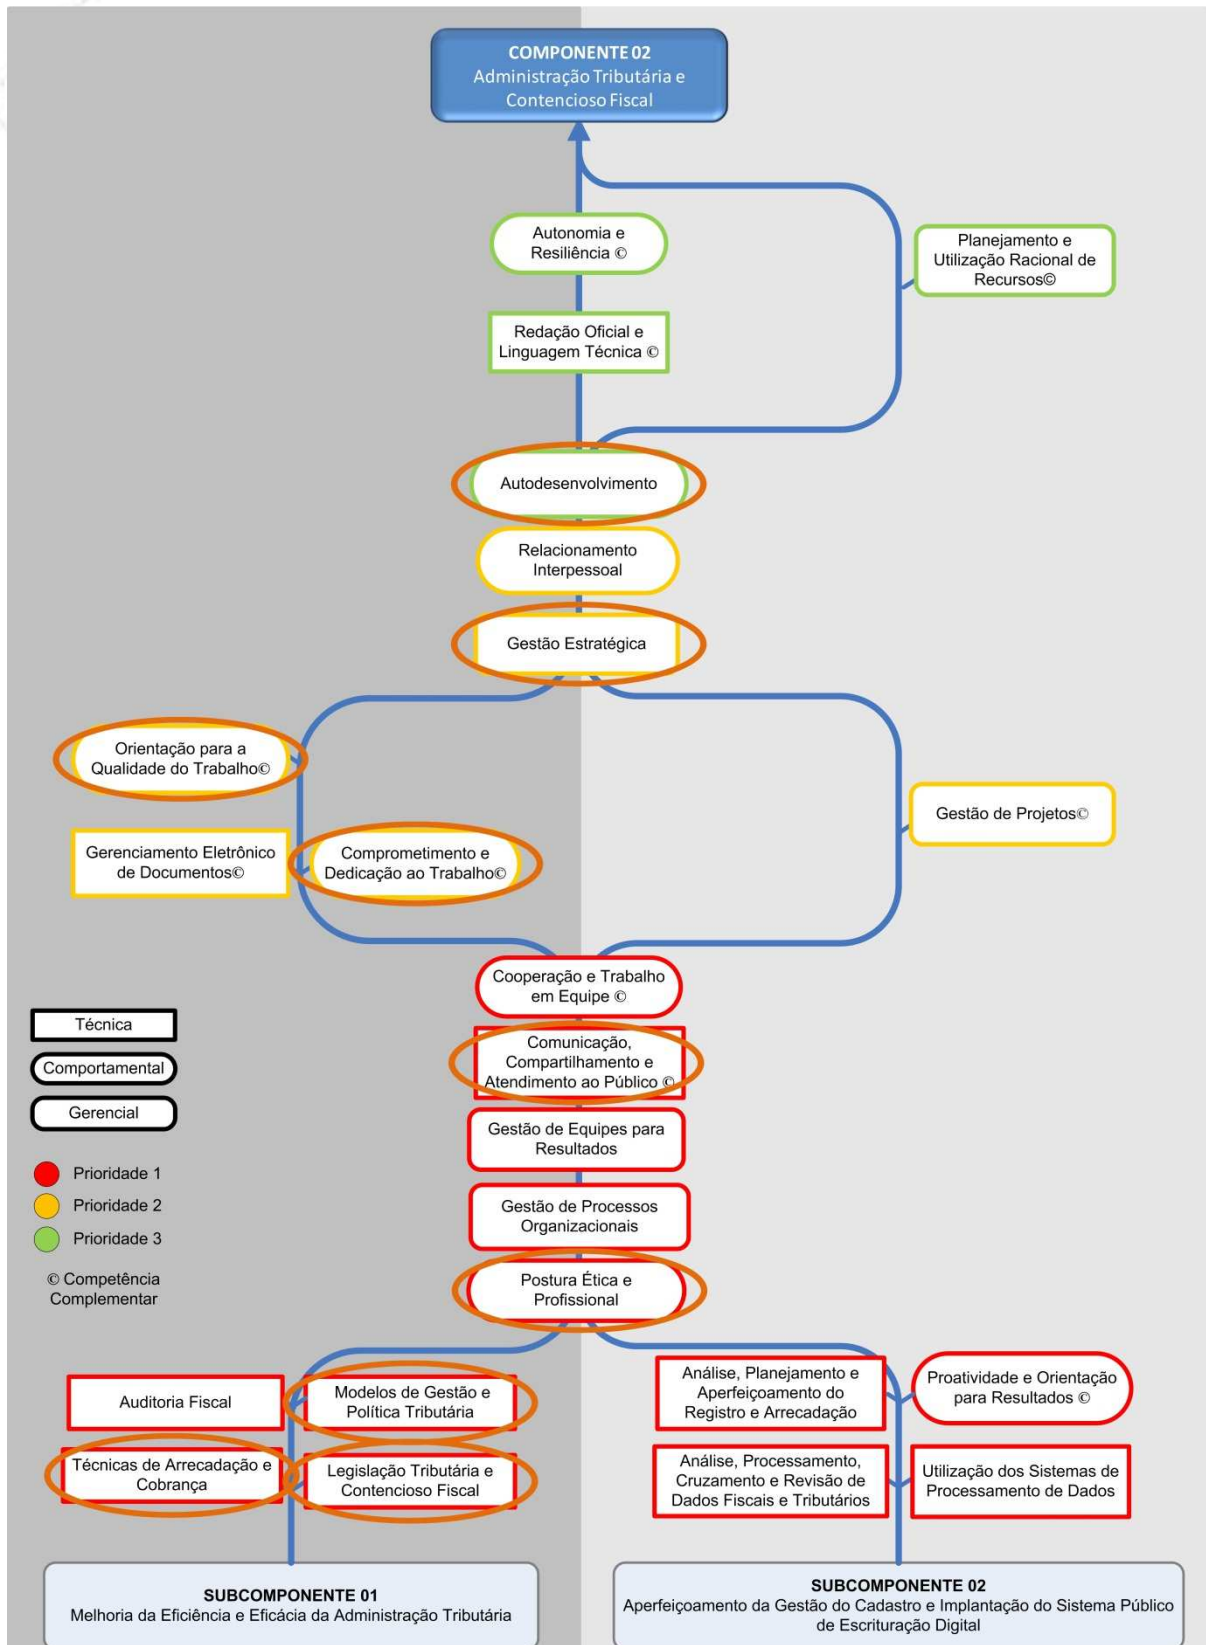 COMPONENTE 02
Administração Tributária e
Contencioso Fiscal
Autonomia e
Resiliência ©
Planejamento e
Utilização Racional de
Recursos©
Redação Oficial e
Linguagem Técnica ©
Autodesenvolvimento
Relacionamento
Interpessoal
Gestão Estratégica
Orientação para a
Qualidade do Trabalho©
Gestão de Projetos©
Gerenciamento Eletrônico
de Documentos©
Comprometimento e
Dedicação ao Trabalho©
Cooperação e Trabalho
em Equipe ©
Comunicação,
Compartilhamento e
Atendimento ao Público ©
Gestão de Equipes para
Resultados
Gestão de Processos
Organizacionais
Postura Ética e
Profissional
Técnica
Comportamental
Gerencial
Prioridade 1
Prioridade 2
Prioridade 3
© Competência
Complementar
Auditoria Fiscal
Modelos de Gestão e
Política Tributária
Técnicas de Arrecadação e
Cobrança
Legislação Tributária e
Contencioso Fiscal
Análise, Planejamento e
Aperfeiçoamento do
Registro e Arrecadação
Proatividade e Orientação
para Resultados ©
Análise, Processamento,
Cruzamento e Revisão de
Dados Fiscais e Tributários
Utilização dos Sistemas de
Processamento de Dados
SUBCOMPONENTE 01
Melhoria da Eficiência e Eficácia da Administração Tributária
SUBCOMPONENTE 02
Aperfeiçoamento da Gestão do Cadastro e Implantação do Sistema Público
de Escrituração Digital